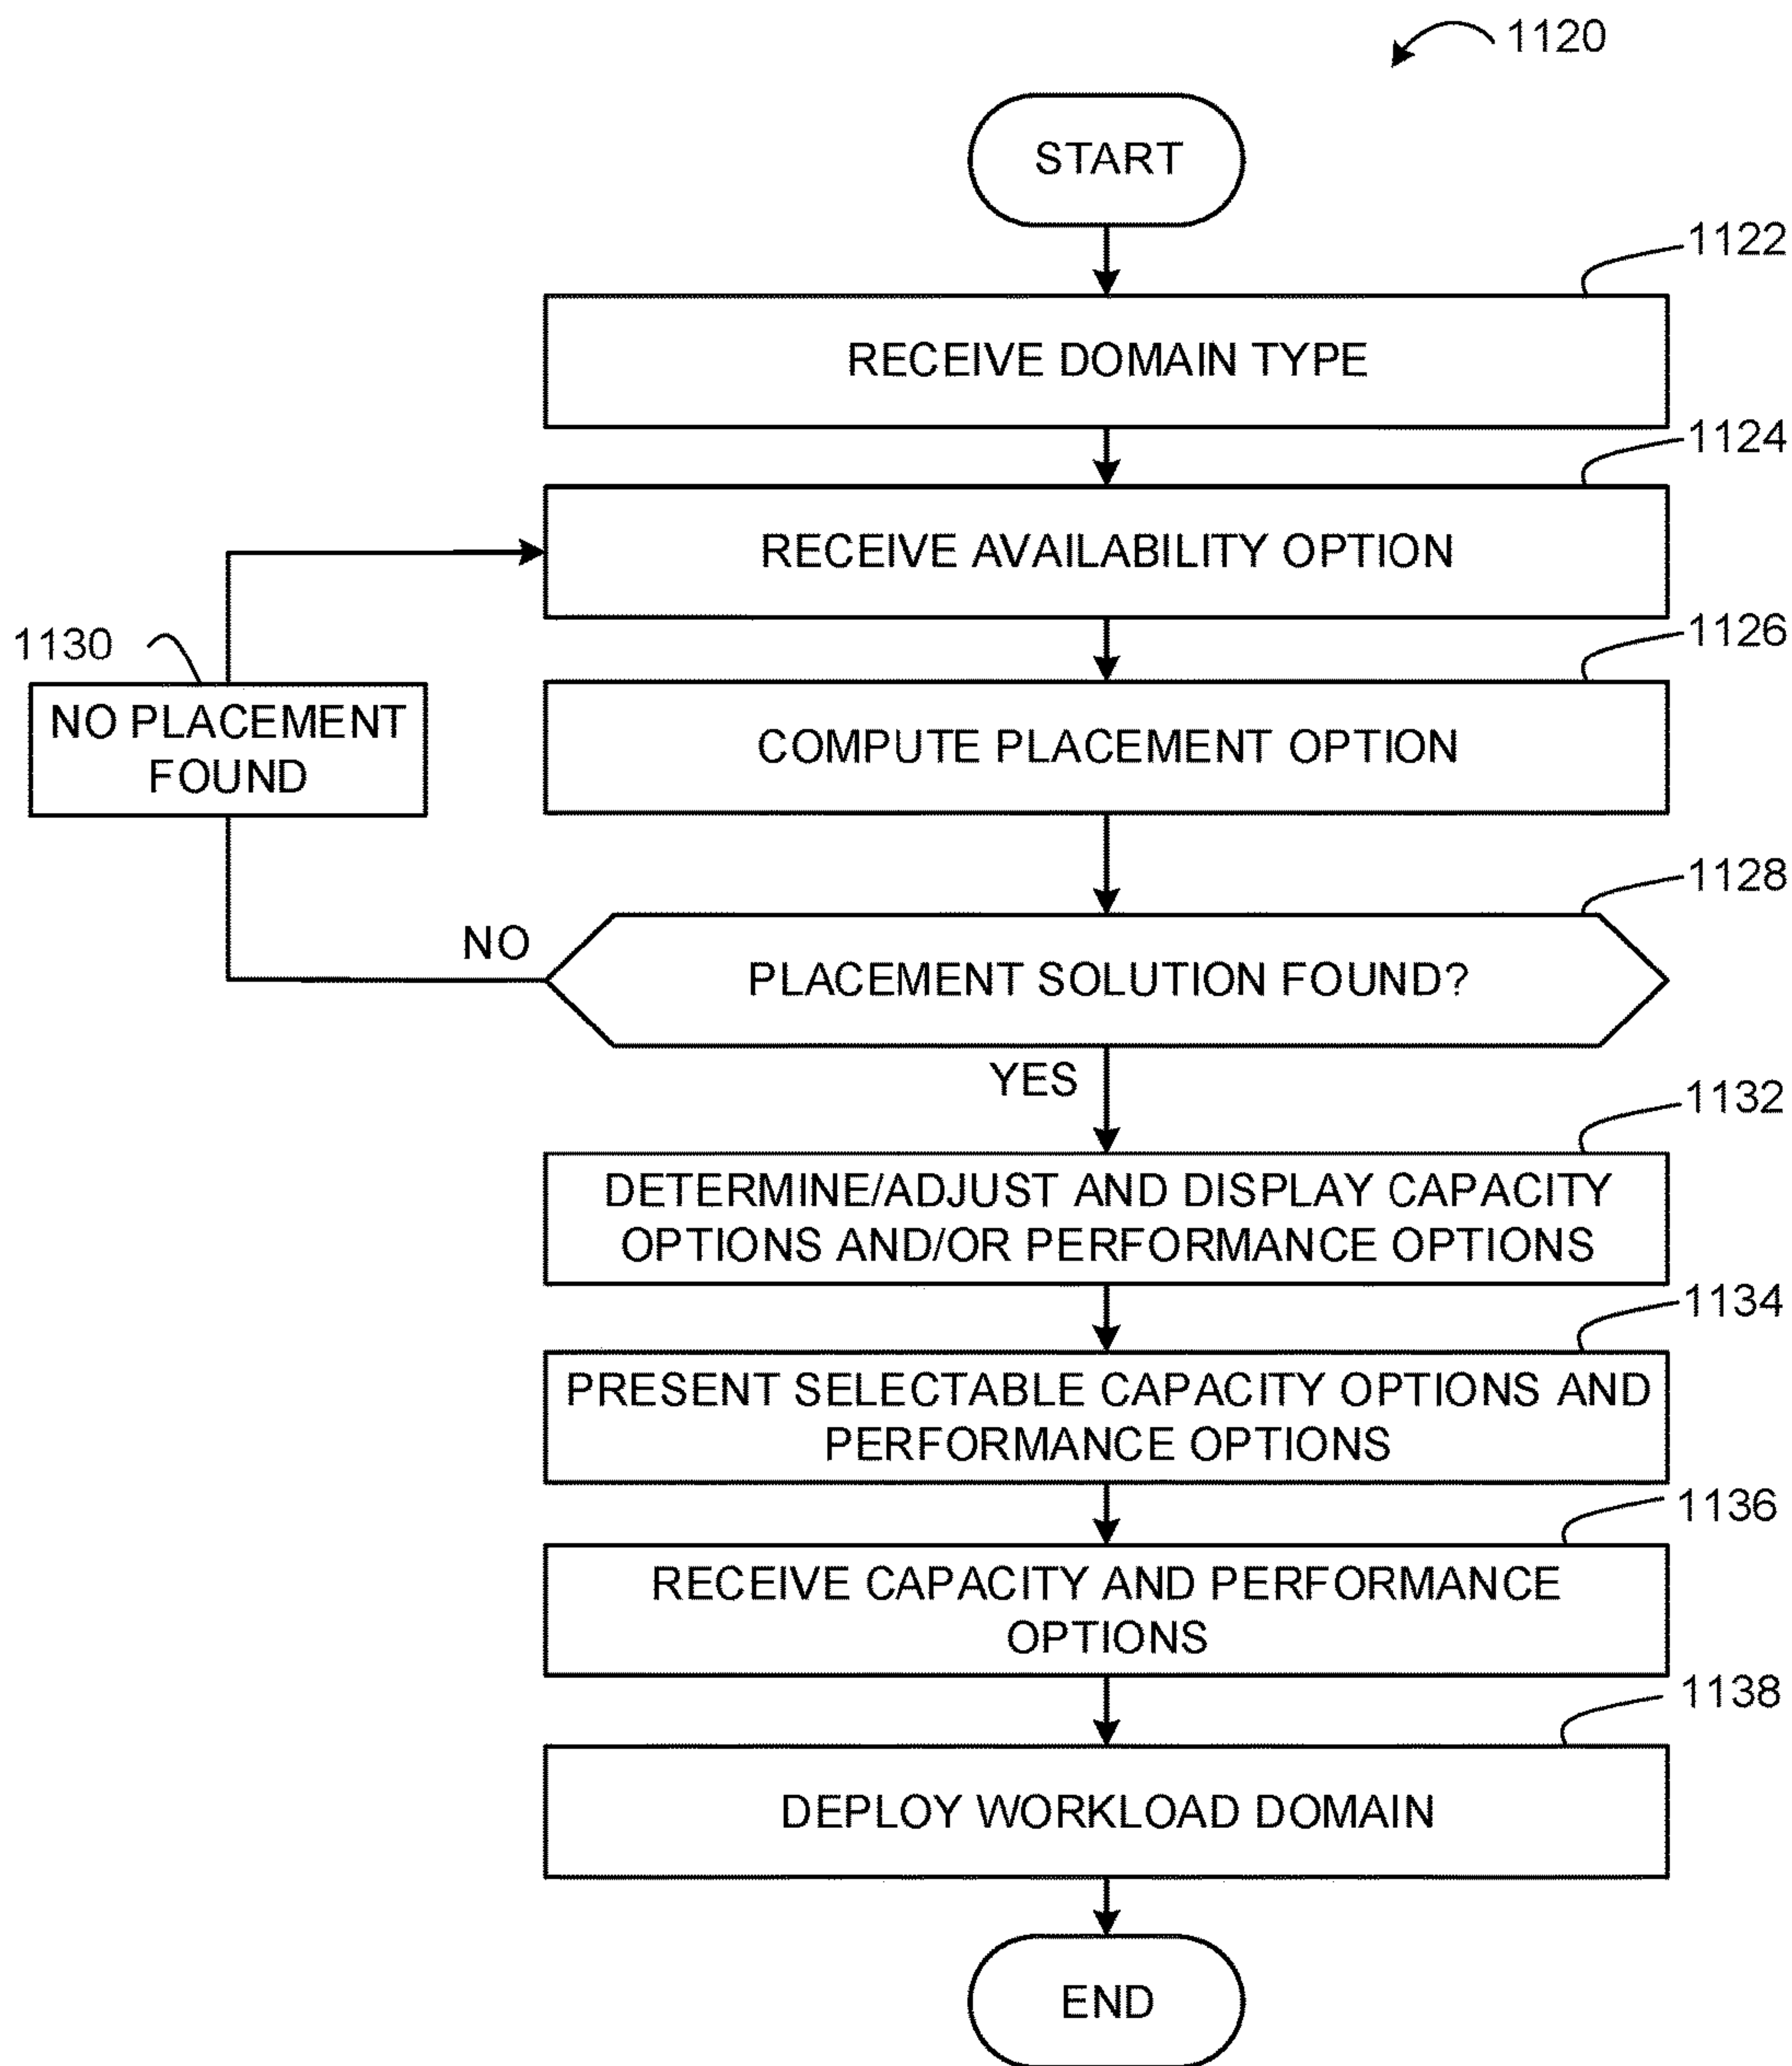 1120
START
1122
RECEIVE DOMAIN TYPE
1124
RECEIVE AVAILABILITY OPTION
1130
NO PLACEMENT
FOUND
1126
COMPUTE PLACEMENT OPTION
1128
NO
PLACEMENT SOLUTION FOUND?
YES
1132
DETERMINE/ADJUST AND DISPLAY CAPACITY
OPTIONS AND/OR PERFORMANCE OPTIONS
1134
PRESENT SELECTABLE CAPACITY OPTIONS AND
PERFORMANCE OPTIONS
1136
RECEIVE CAPACITY AND PERFORMANCE
OPTIONS
1138
DEPLOY WORKLOAD DOMAIN
END